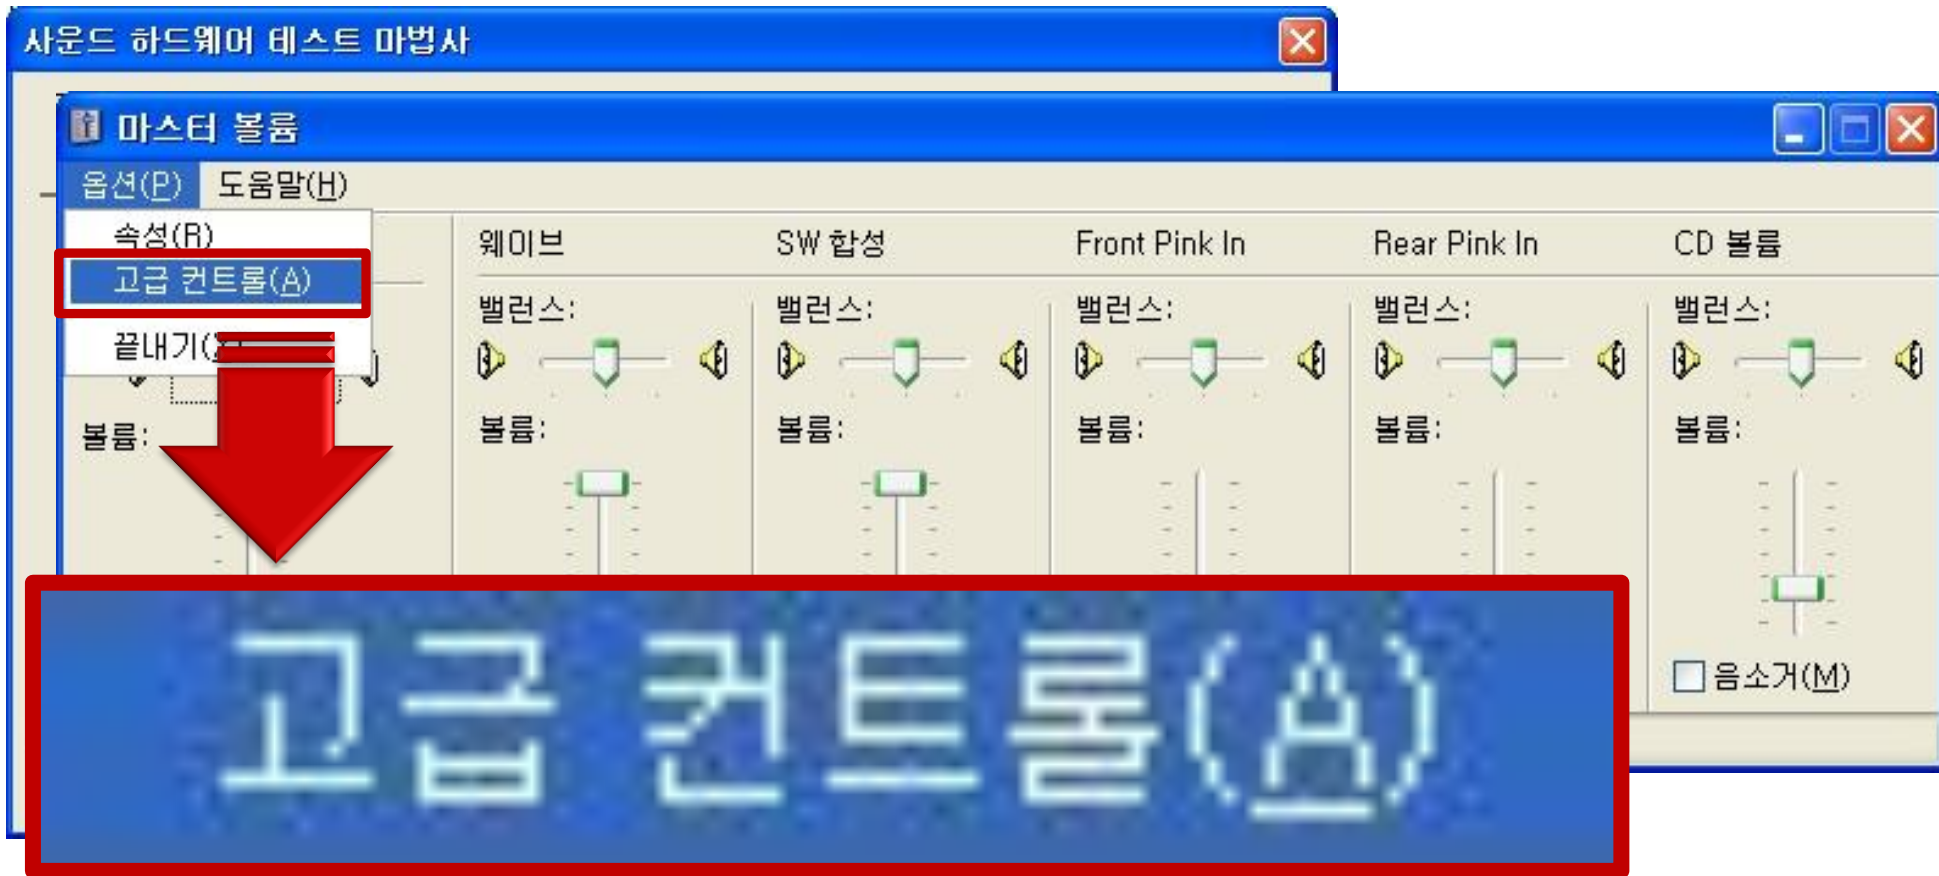 사운드 하드웨어 테스트 마법사
마스터 볼륨
옵션(P) 도움말(H)
속성(R)
고급 컨트롤(A)
끝내기(X)
웨이브 SW 합성 Front Pink In Rear Pink In CD 볼륨
밸런스: 밸런스: 밸런스: 밸런스: 밸런스:
볼륨: 볼륨: 볼륨: 볼륨: 볼륨: 볼륨:
음소거(M)
고급 컨트롤(A)